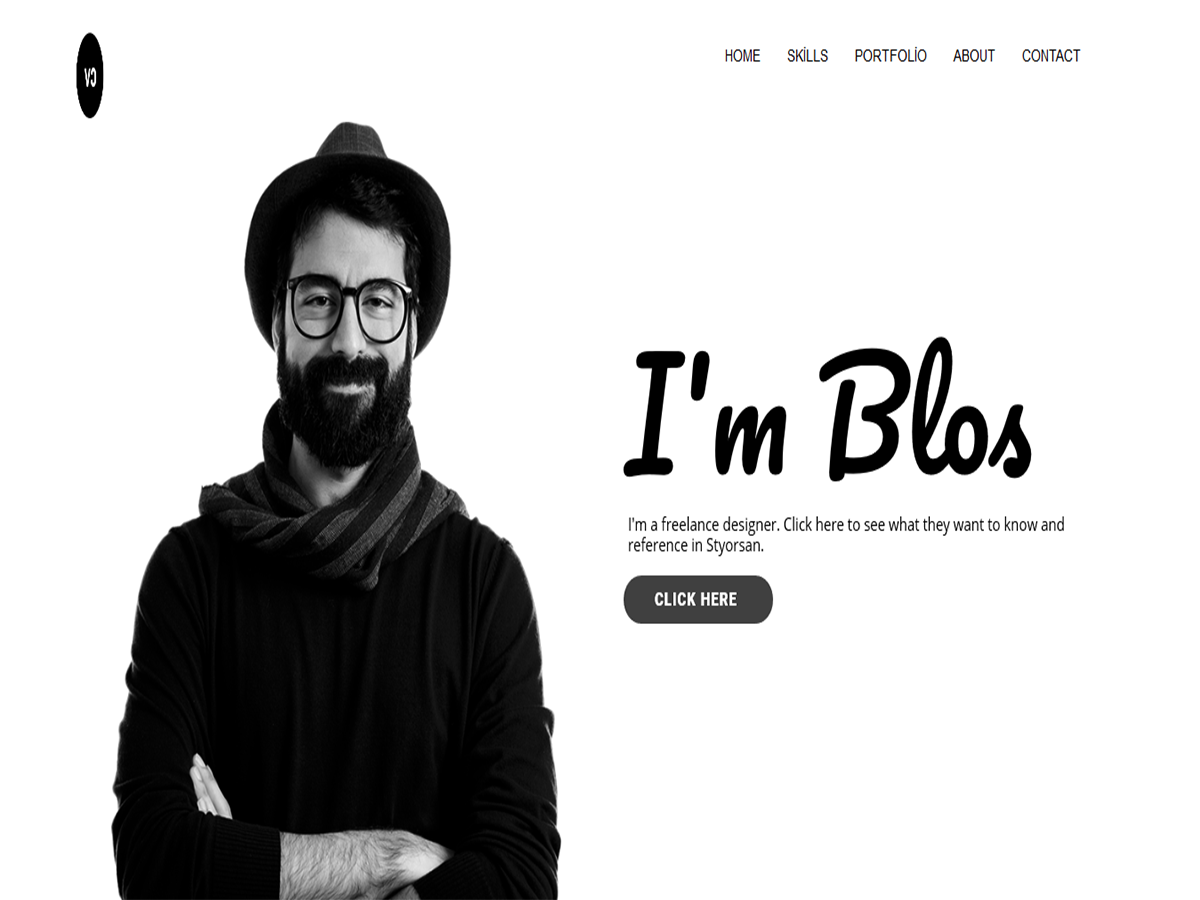 HOME SKİLLS PORTFOLİO ABOUT CONTACT
I'm Blos
I'm a freelance designer. Click here to see what they want to know and
reference in Styorsan.
CLICK HERE